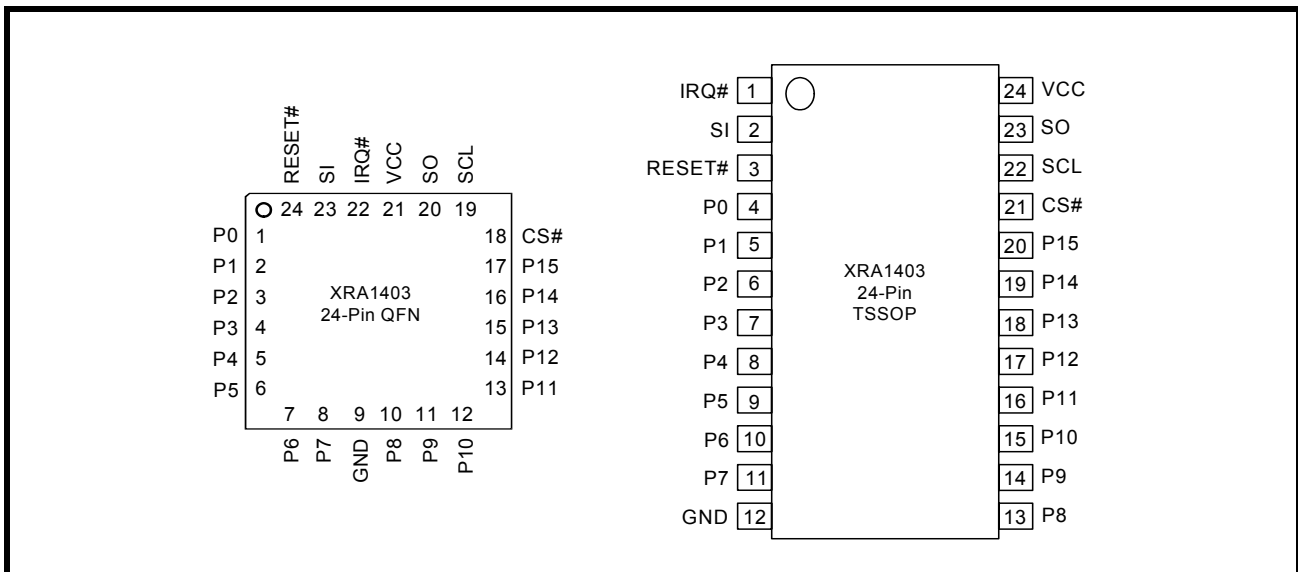 RESET# SI IRQ# VCC SO SCL
24 23 22 21 20 19
P0 1 18 CS#
P1 2 17 P15
P2 3 16 P14
P3 4 15 P13
P4 5 14 P12
P5 6 13 P11
XRA1403
24-Pin QFN
7 8 9 10 11 12
P6 P7 GND P8 P9 P10
IRQ# 1 24 VCC
SI 2 23 SO
RESET# 3 22 SCL
P0 4 21 CS#
P1 5 20 P15
P2 6 19 P14
P3 7 18 P13
P4 8 17 P12
P5 9 16 P11
P6 10 15 P10
P7 11 14 P9
GND 12 13 P8
XRA1403
24-Pin
TSSOP